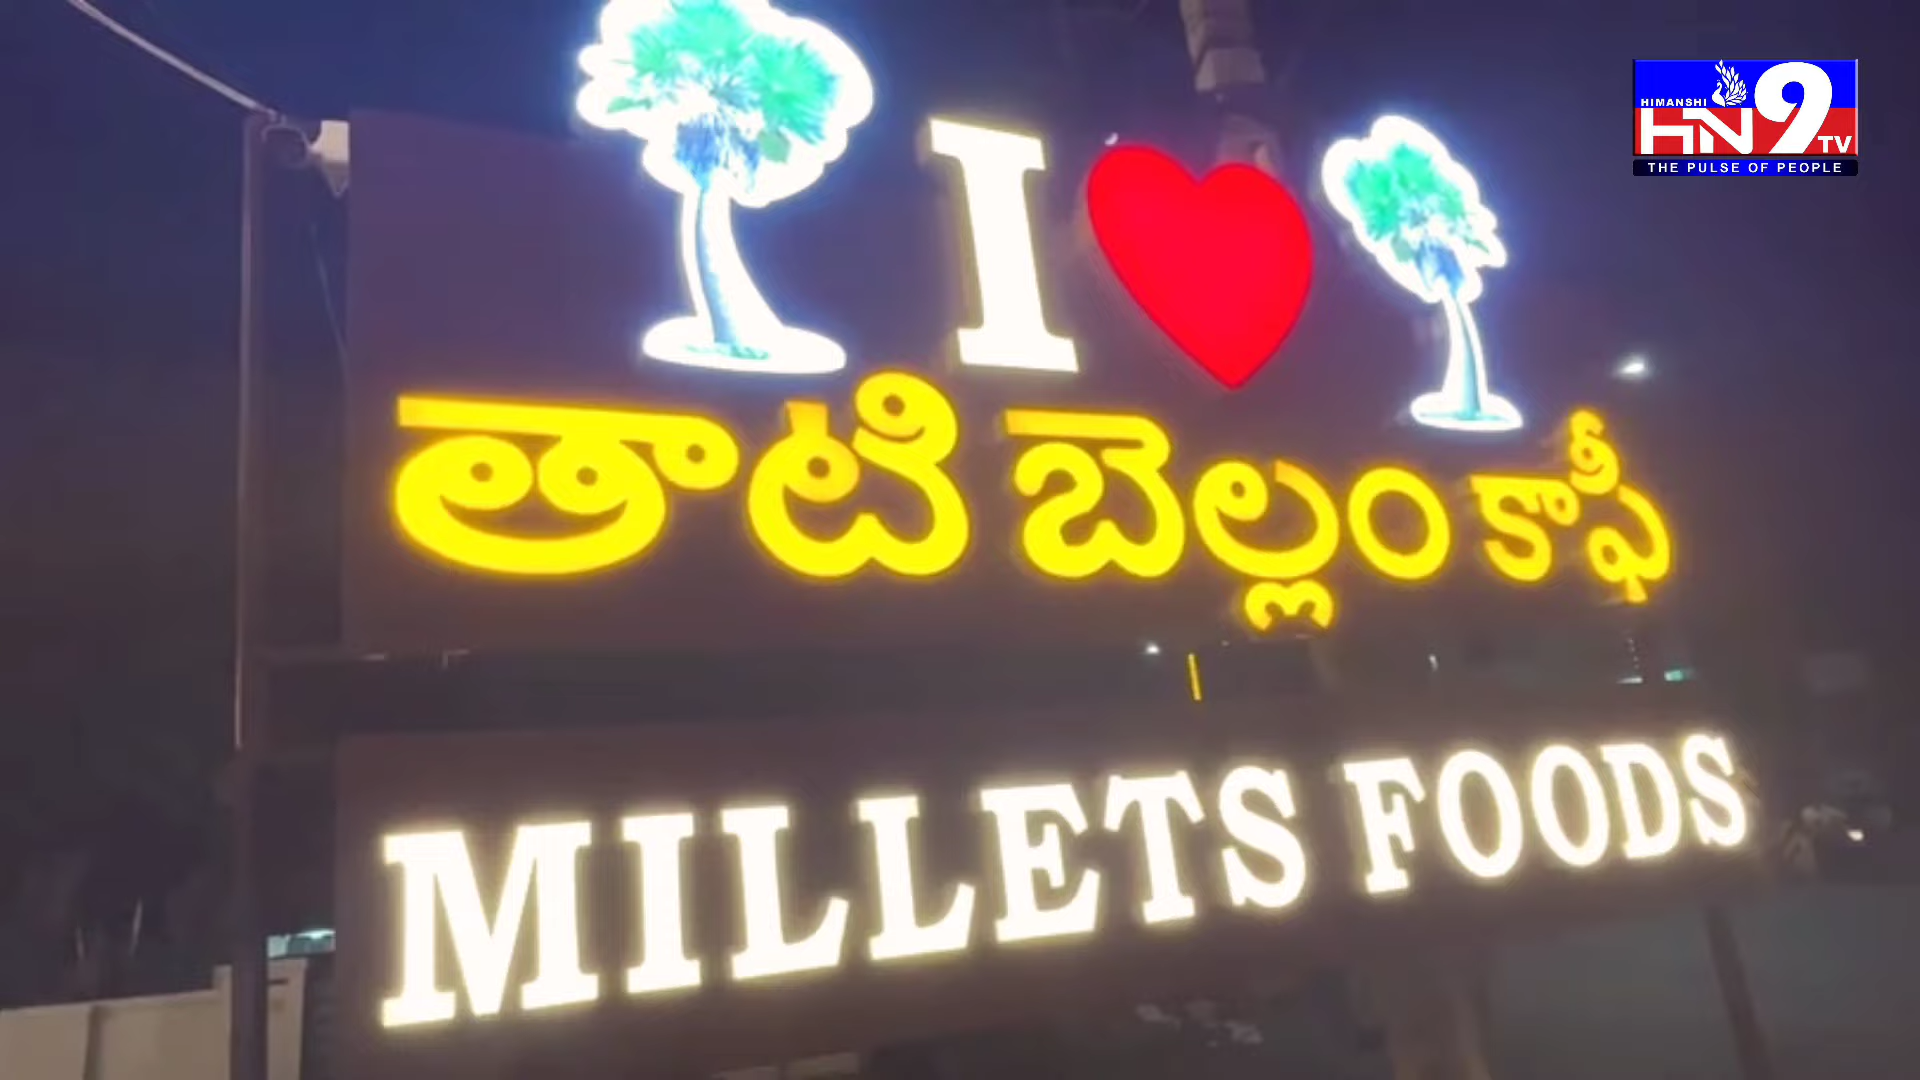 HIMANSHI
HN9TV
THE PULSE OF PEOPLE
I
తాటి బెల్లం కాఫీ
MILLETS FOODS